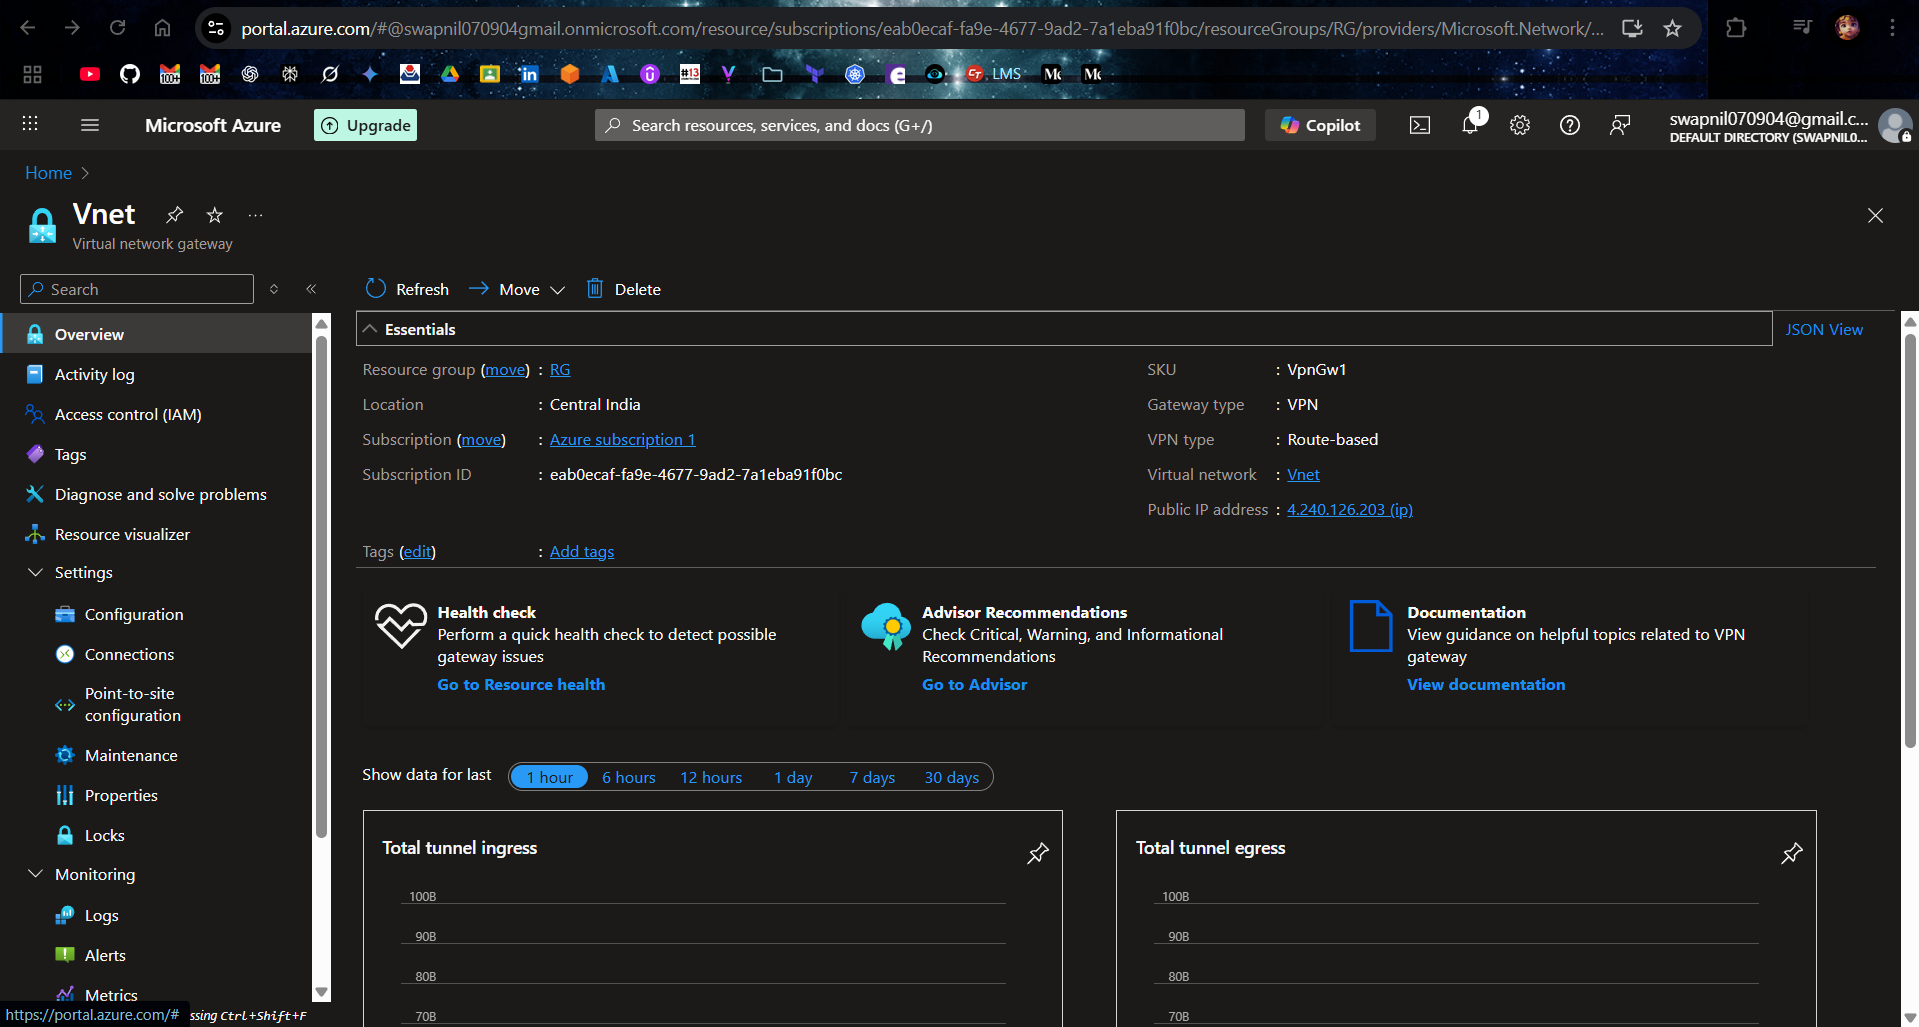 portal.azure.com/#@swapnil070904gmail.onmicrosoft.com/resource/subscriptions/eab0ecaf-fa9e-4677-9ad2-7a1eba91f0bc/resourceGroups/RG/providers/Microsoft.Network/...
100+ 100+ in #13 CT LMS
Microsoft Azure Upgrade Search resources, services, and docs (G+/) Copilot 1 swapnil070904@gmail.c...
DEFAULT DIRECTORY (SWAPNIL0...
Home >
Vnet ...
Virtual network gateway
Search Refresh Move Delete
Essentials JSON View
Resource group (move) : RG
Location : Central India
Subscription (move) : Azure subscription 1
Subscription ID : eab0ecaf-fa9e-4677-9ad2-7a1eba91f0bc
SKU : VpnGw1
Gateway type : VPN
VPN type : Route-based
Virtual network : Vnet
Public IP address : 4.240.126.203 (ip)
Tags (edit) : Add tags
Overview
Activity log
Access control (IAM)
Tags
Diagnose and solve problems
Resource visualizer
Settings
Configuration
Connections
Point-to-site
configuration
Maintenance
Properties
Locks
Monitoring
Logs
Alerts
Metrics
Health check
Perform a quick health check to detect possible
gateway issues
Go to Resource health
Advisor Recommendations
Check Critical, Warning, and Informational
Recommendations
Go to Advisor
Documentation
View guidance on helpful topics related to VPN
gateway
View documentation
Show data for last 1 hour 6 hours 12 hours 1 day 7 days 30 days
Total tunnel ingress
100B
90B
80B
70B
Total tunnel egress
100B
90B
80B
70B
https://portal.azure.com/# ssing Ctrl+Shift+F